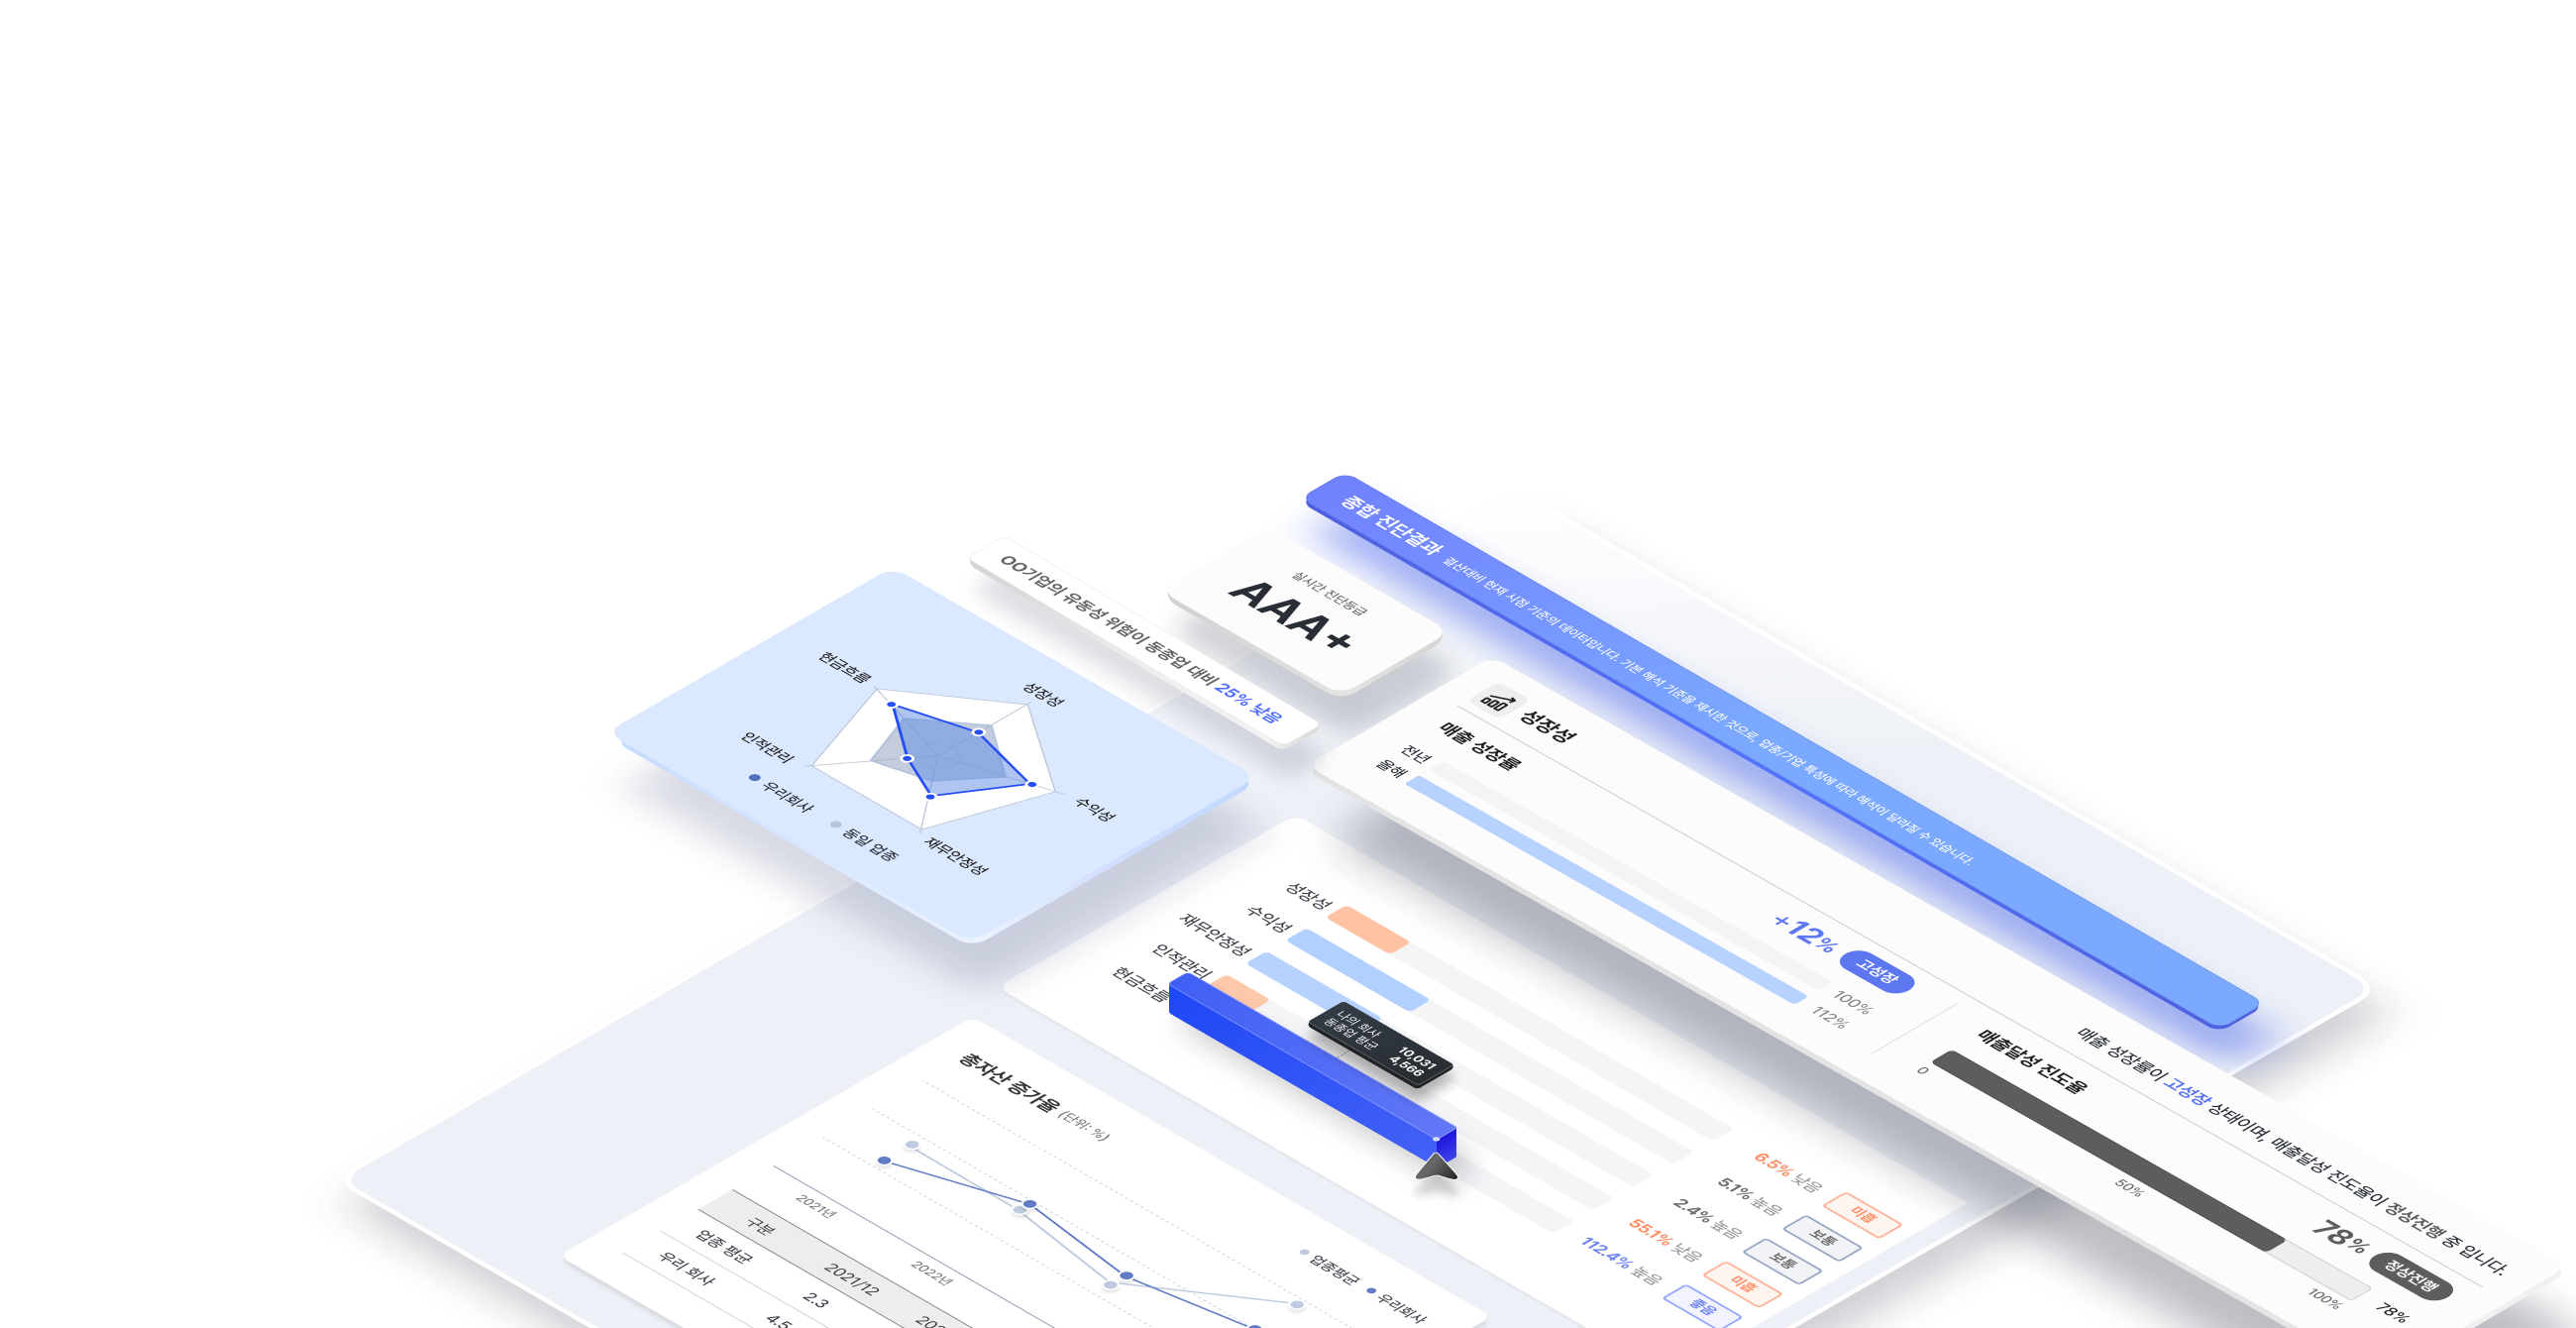 종합 진단결과 결산대비 현재 시점 기준의 데이터입니다. 기본 해석 기준을 제시한 것으로, 업종/기업 특성에 따라 해석이 달라질 수 있습니다.
실시간 진단등급
AAA+
OO기업의 유동성 위험이 동종업 대비 25% 낮음
현금흐름
성장성
인적관리
수익성
재무안정성
우리회사
동일 업종
성장성
매출 성장률
전년
올해
+12% 고성장
100%
112%
매출 성장률이 고성장 상태이며, 매출달성 진도율이 정상진행 중 입니다.
매출달성 진도율
0
50%
100%
78% 정상진행
78%
성장성
6.5% 낮음 미흡
수익성
5.1% 높음 보통
재무안정성
2.4% 높음 보통
인적관리
55.1% 낮음 미흡
현금흐름
112.4% 높음 좋음
나의 회사 10,031
동종업 평균 4,566
총자산 증가율 (단위: %)
2021년
2022년
업종평균
우리회사
구분 2021/12
업종 평균 2.3
우리 회사 4.5